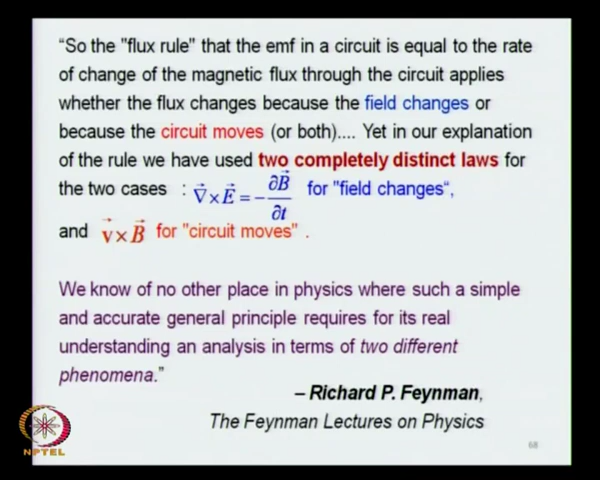 “So the "flux rule" that the emf in a circuit is equal to the rate
of change of the magnetic flux through the circuit applies
whether the flux changes because the field changes or
because the circuit moves (or both).... Yet in our explanation
of the rule we have used two completely distinct laws for
the two cases : ∇⃗×E⃗ = −∂B⃗/∂t for "field changes“,
and v⃗×B⃗ for "circuit moves" .
We know of no other place in physics where such a simple
and accurate general principle requires for its real
understanding an analysis in terms of two different
phenomena.”
– Richard P. Feynman,
The Feynman Lectures on Physics
NPTEL
68